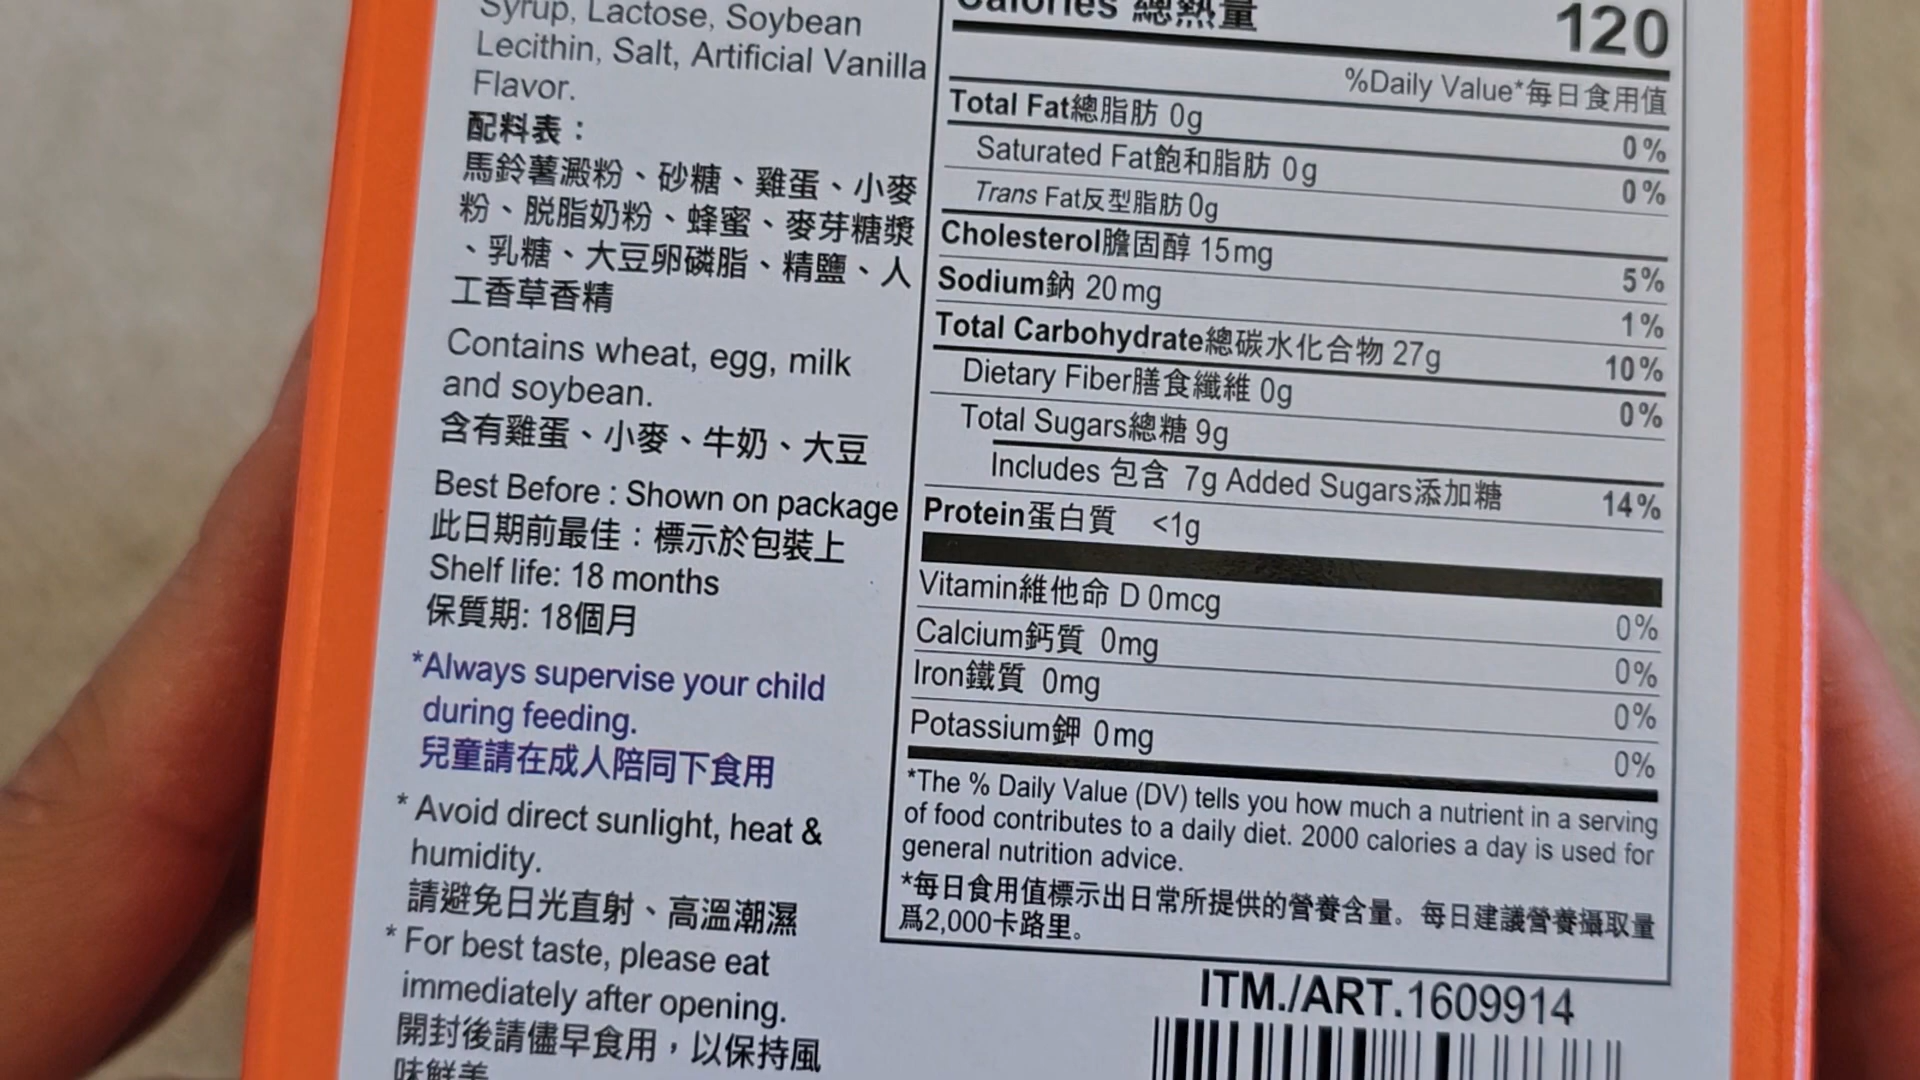 Syrup, Lactose, Soybean
Lecithin, Salt, Artificial Vanilla
Flavor.
配料表：
馬鈴薯澱粉、砂糖、雞蛋、小麥
粉、脱脂奶粉、蜂蜜、麥芽糖漿
、乳糖、大豆卵磷脂、精鹽、人
工香草香精
Contains wheat, egg, milk
and soybean.
含有雞蛋、小麥、牛奶、大豆
Best Before : Shown on package
此日期前最佳：標示於包裝上
Shelf life: 18 months
保質期: 18個月
*Always supervise your child
during feeding.
兒童請在成人陪同下食用
* Avoid direct sunlight, heat &
humidity.
請避免日光直射、高溫潮濕
* For best taste, please eat
immediately after opening.
開封後請儘早食用，以保持風
味鮮美
Calories 總熱量 120
%Daily Value*每日食用值
Total Fat總脂肪 0g 0%
Saturated Fat飽和脂肪 0g 0%
Trans Fat反型脂肪 0g
Cholesterol膽固醇 15mg 5%
Sodium鈉 20mg 1%
Total Carbohydrate總碳水化合物 27g 10%
Dietary Fiber膳食纖維 0g 0%
Total Sugars總糖 9g
Includes 包含 7g Added Sugars添加糖 14%
Protein蛋白質 <1g
Vitamin維他命 D 0mcg 0%
Calcium鈣質 0mg 0%
Iron鐵質 0mg 0%
Potassium鉀 0mg 0%
*The % Daily Value (DV) tells you how much a nutrient in a serving
of food contributes to a daily diet. 2000 calories a day is used for
general nutrition advice.
*每日食用值標示出日常所提供的營養含量。每日建議營養攝取量
爲2,000卡路里。
ITM./ART.1609914